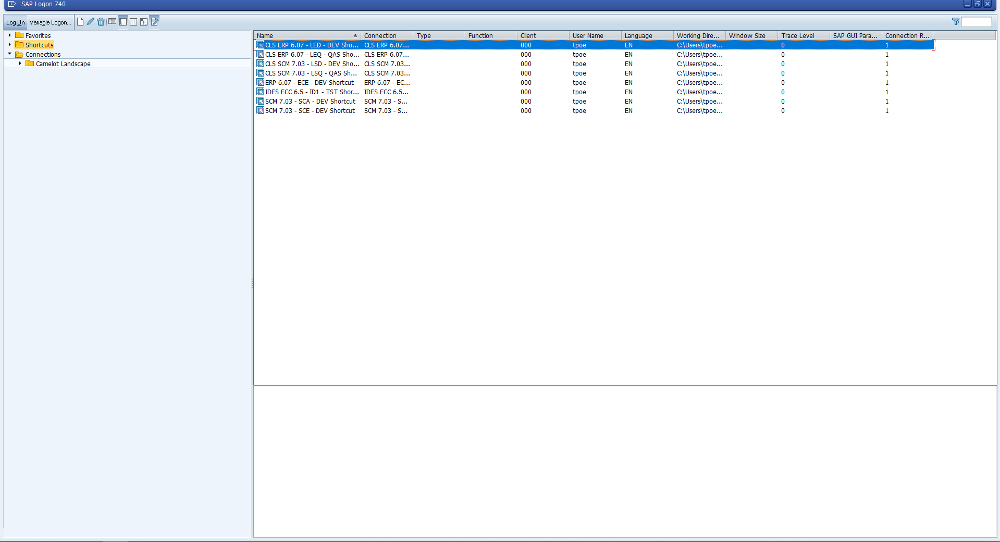 SAP Logon 740
Log On Variable Logon...
Favorites
Shortcuts
Connections
Camelot Landscape
Name Connection Type Function Client User Name Language Working Dire... Window Size Trace Level SAP GUI Para... Connection R...
CLS ERP 6.07 - LED - DEV Sho... CLS ERP 6.07... 000 tpoe EN C:\Users\tpoe... 0 1
CLS ERP 6.07 - LEQ - QAS Sho... CLS ERP 6.07... 000 tpoe EN C:\Users\tpoe... 0 1
CLS SCM 7.03 - LSD - DEV Sho... CLS SCM 7.03... 000 tpoe EN C:\Users\tpoe... 0 1
CLS SCM 7.03 - LSQ - QAS Sh... CLS SCM 7.03... 000 tpoe EN C:\Users\tpoe... 0 1
ERP 6.07 - ECE - DEV Shortcut ERP 6.07 - EC... 000 tpoe EN C:\Users\tpoe... 0 1
IDES ECC 6.5 - ID1 - TST Shor... IDES ECC 6.5... 000 tpoe EN C:\Users\tpoe... 0 1
SCM 7.03 - SCA - DEV Shortcut SCM 7.03 - S... 000 tpoe EN C:\Users\tpoe... 0 1
SCM 7.03 - SCE - DEV Shortcut SCM 7.03 - S... 000 tpoe EN C:\Users\tpoe... 0 1